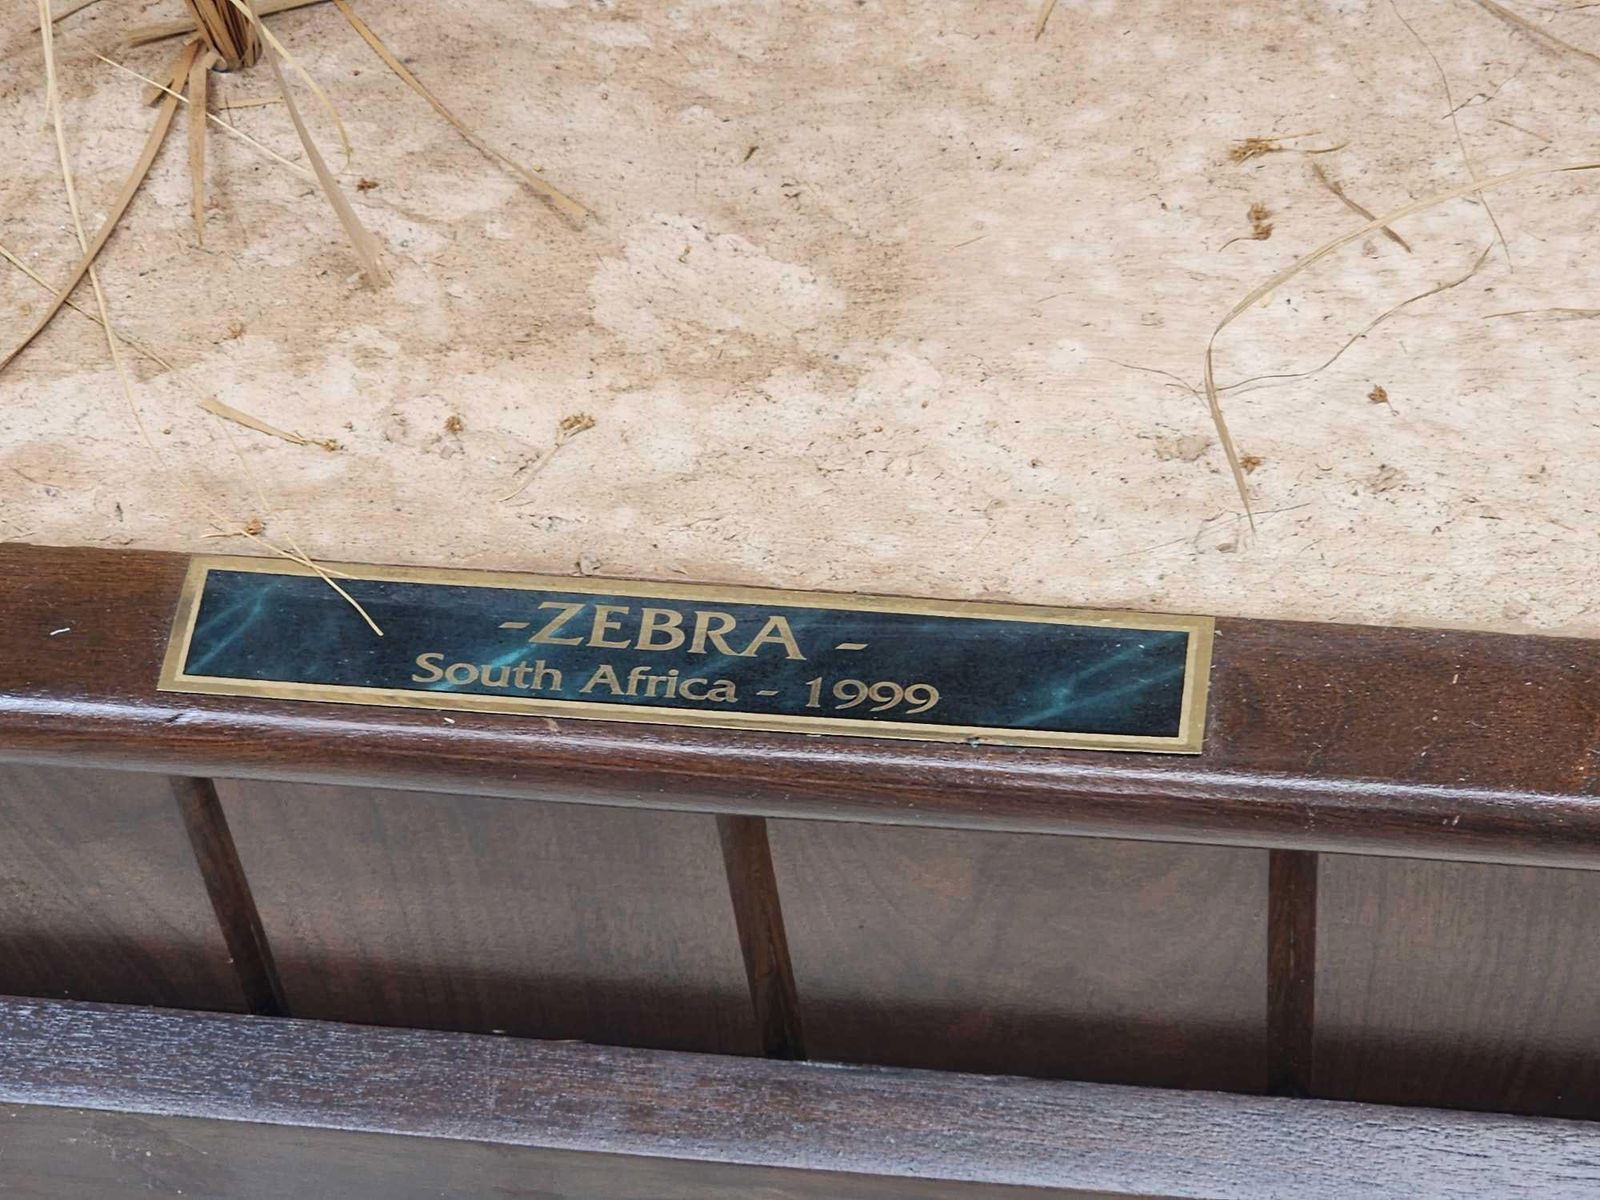 -ZEBRA -
South Africa - 1999